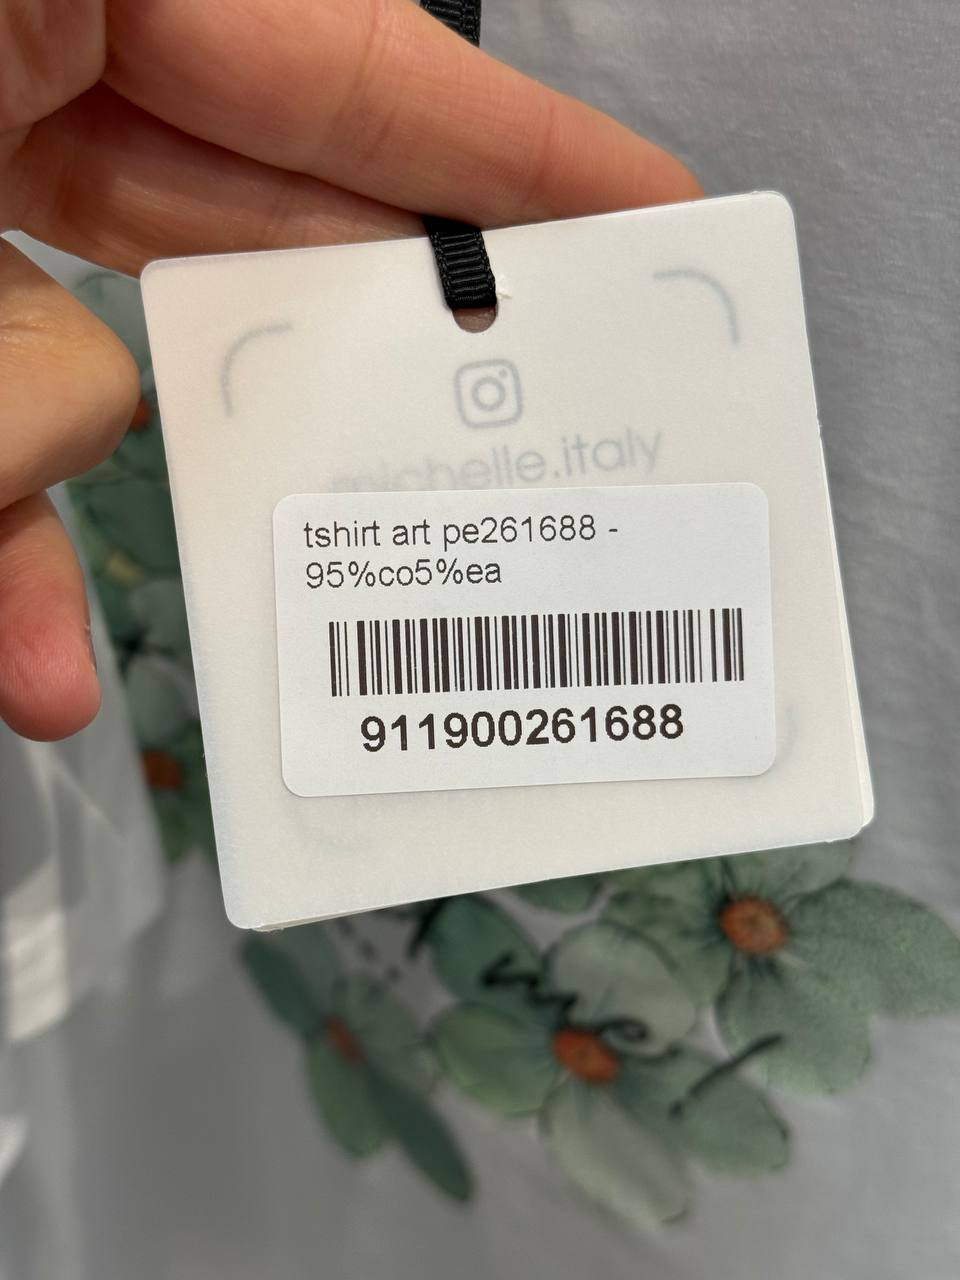 michelle.italy
tshirt art pe261688 -
95%co5%ea
911900261688